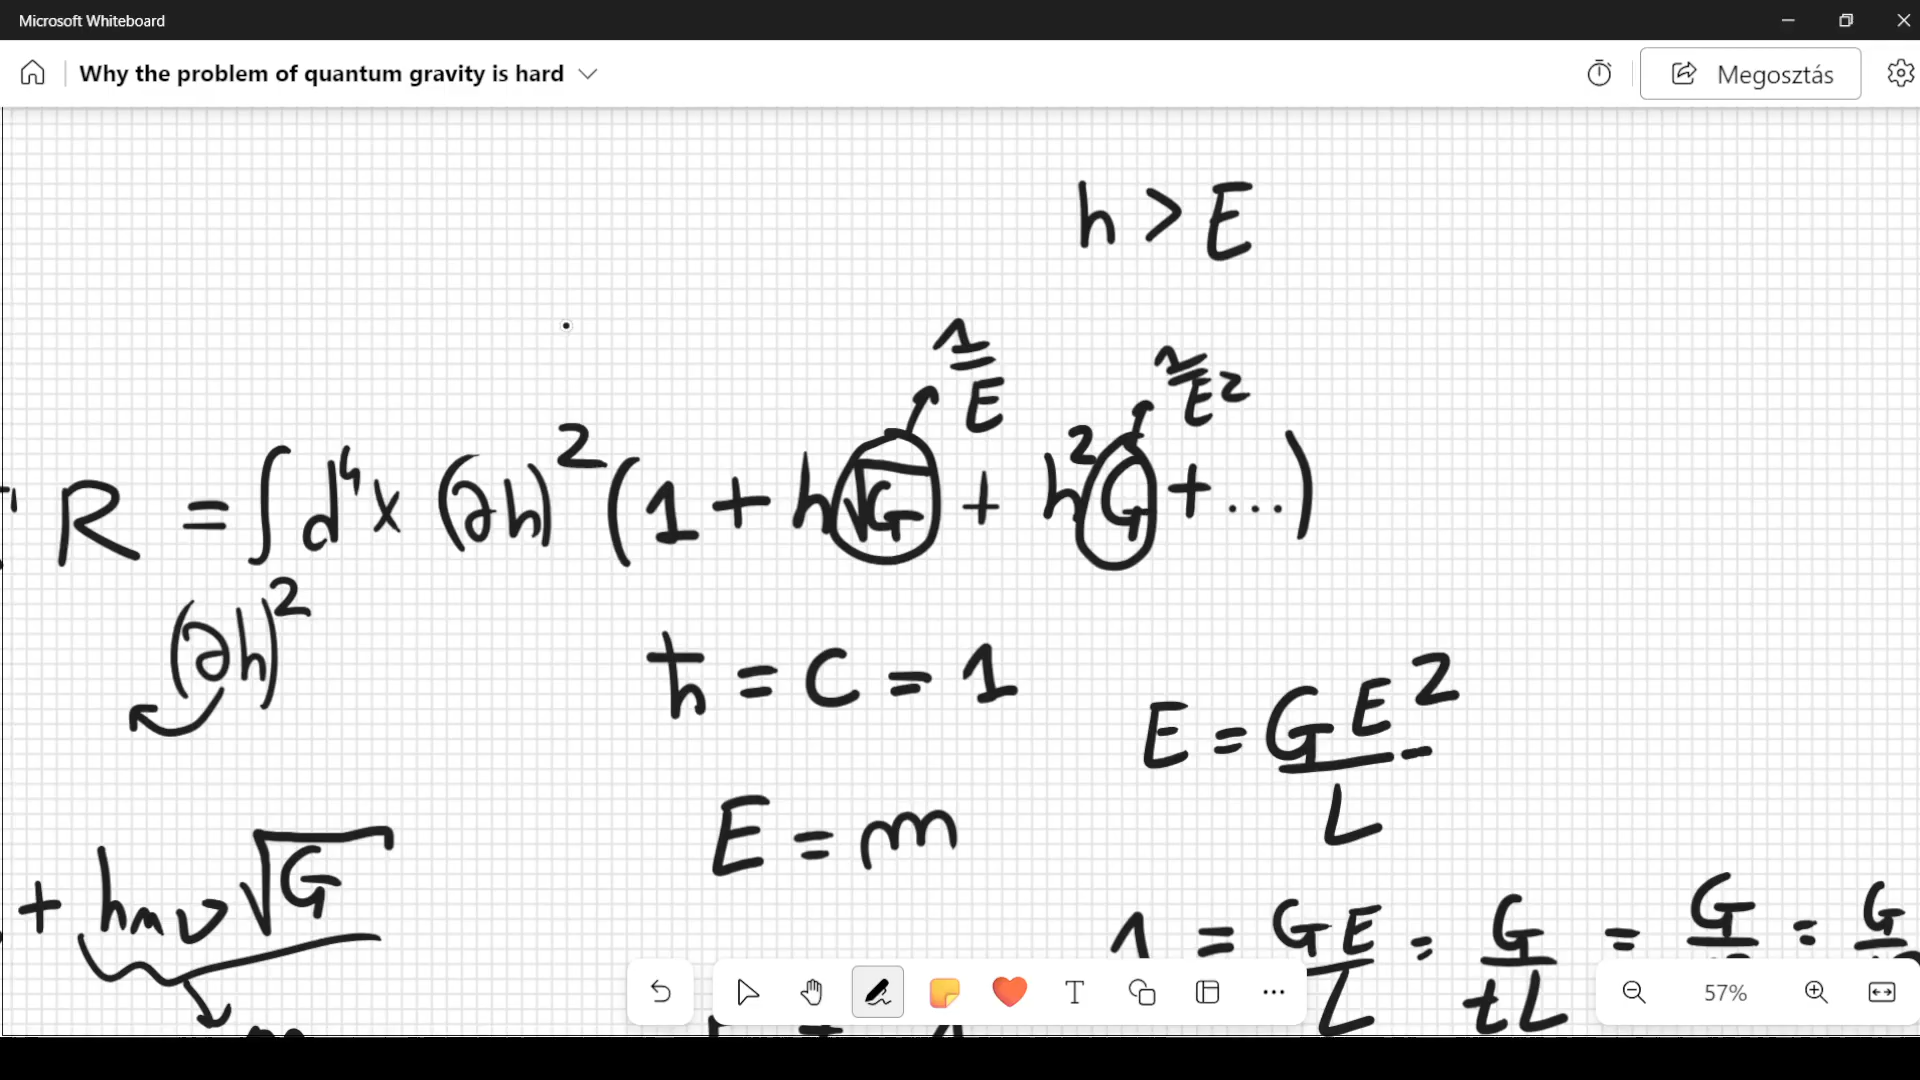 Microsoft Whiteboard
Why the problem of quantum gravity is hard
Megosztás
h > E
1/E
1/E²
R = ∫ d⁴x (∂h)² (1 + h√G + h²G + ...)
(∂h)²
ħ = c = 1
E = GE²/L
E = m
+ hμν√G
1 = GE/L = G/tL = G = G
57%